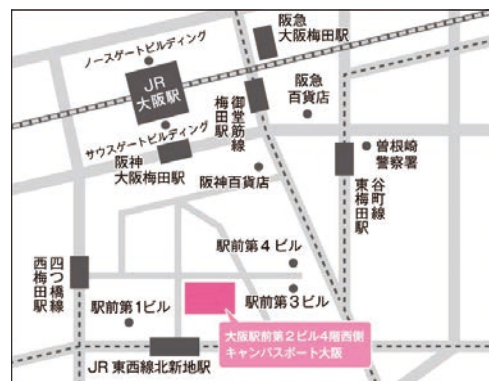 阪急
大阪梅田駅
ノースゲートビルディング
JR
大阪駅
御堂筋線
梅田駅
阪急
百貨店
サウスゲートビルディング
阪神
大阪梅田駅
阪神百貨店
曽根崎
警察署
谷町線
東梅田駅
四つ橋線
西梅田駅
駅前第4ビル
駅前第3ビル
駅前第1ビル
大阪駅前第2ビル4階西側
キャンパスポート大阪
JR 東西線北新地駅